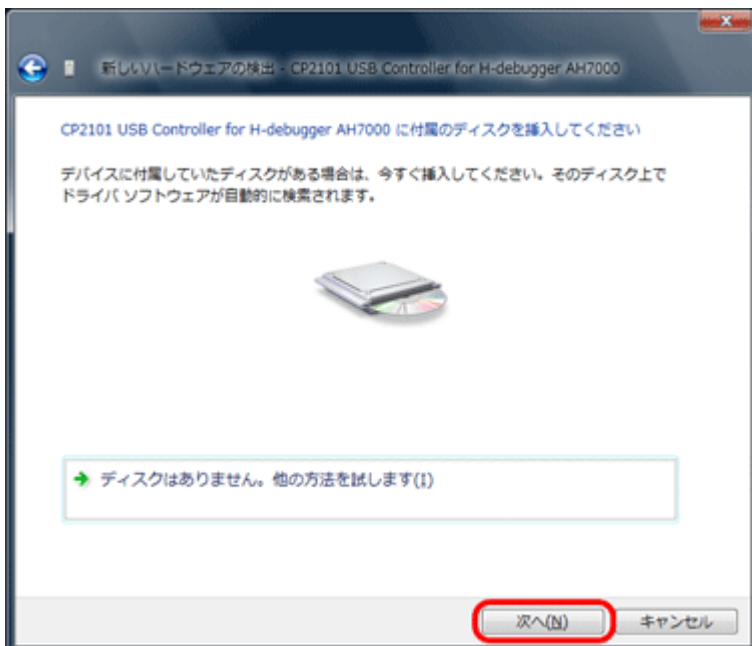 新しいハードウェアの検出 - CP2101 USB Controller for H-debugger AH7000
CP2101 USB Controller for H-debugger AH7000 に付属のディスクを挿入してください
デバイスに付属していたディスクがある場合は、今すぐ挿入してください。そのディスク上で
ドライバ ソフトウェアが自動的に検索されます。
ディスクはありません。他の方法を試します(I)
次へ(N)
キャンセル